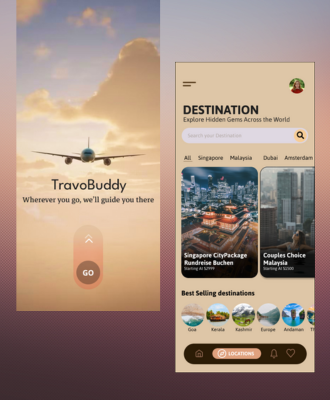 TravoBuddy
Wherever you go, we'll guide you there
GO
DESTINATION
Explore Hidden Gems Across the World
Search your Destination
All Singapore Malaysia Dubai Amsterdam
Singapore CityPackage
Rundreise Buchen
Starting At $2999
Couples Choice
Malaysia
Starting At $2500
Best Selling destinations
Goa Kerala Kashmir Europe Andaman
LOCATIONS